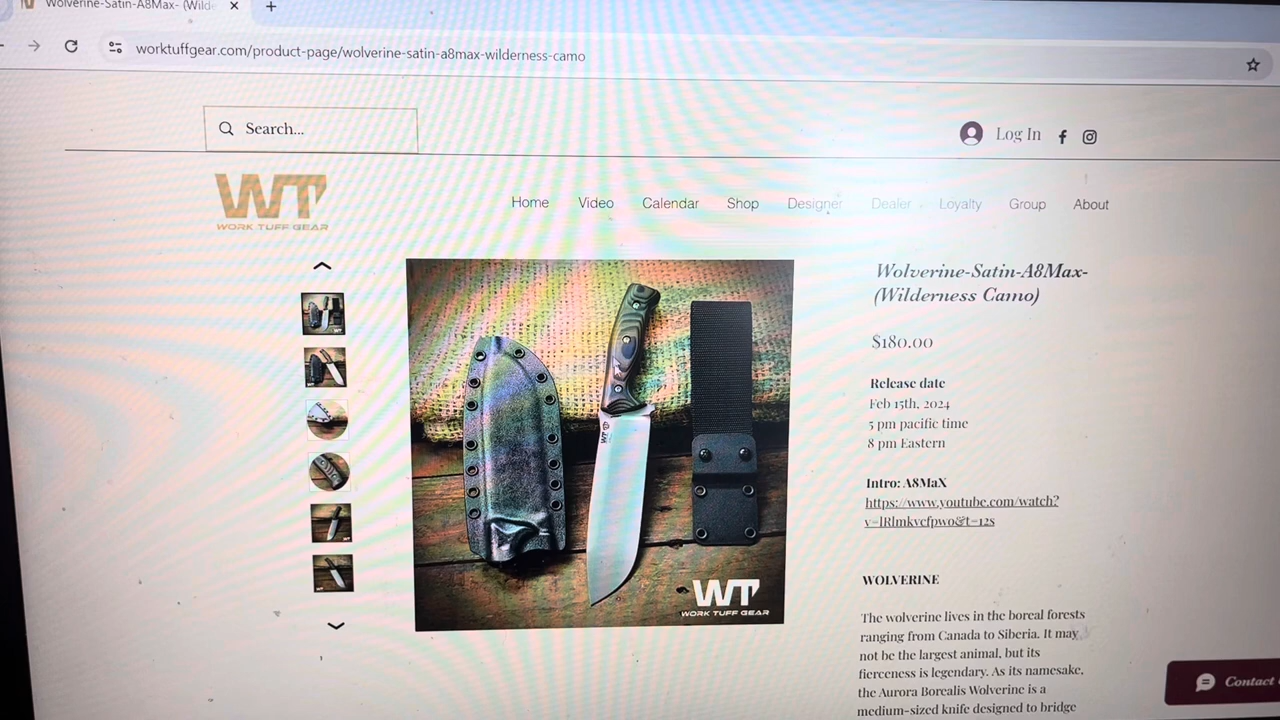 Wolverine-Satin-A8Max- (Wild
worktuffgear.com/product-page/wolverine-satin-a8max-wilderness-camo
Search...
Log In
WT
WORK TUFF GEAR
Home Video Calendar Shop Designer Dealer Loyalty Group About
Wolverine-Satin-A8Max-
(Wilderness Camo)
$180.00
Release date
Feb 15th, 2024
5 pm pacific time
8 pm Eastern
Intro: A8MaX
https://www.youtube.com/watch?
WT
WT
WORK TUFF GEAR
WOLVERINE
The wolverine lives in the boreal forests
ranging from Canada to Siberia. It may
not be the largest animal, but its
fierceness is legendary. As its namesake,
the Aurora Borealis Wolverine is a
medium-sized knife designed to bridge
Contact